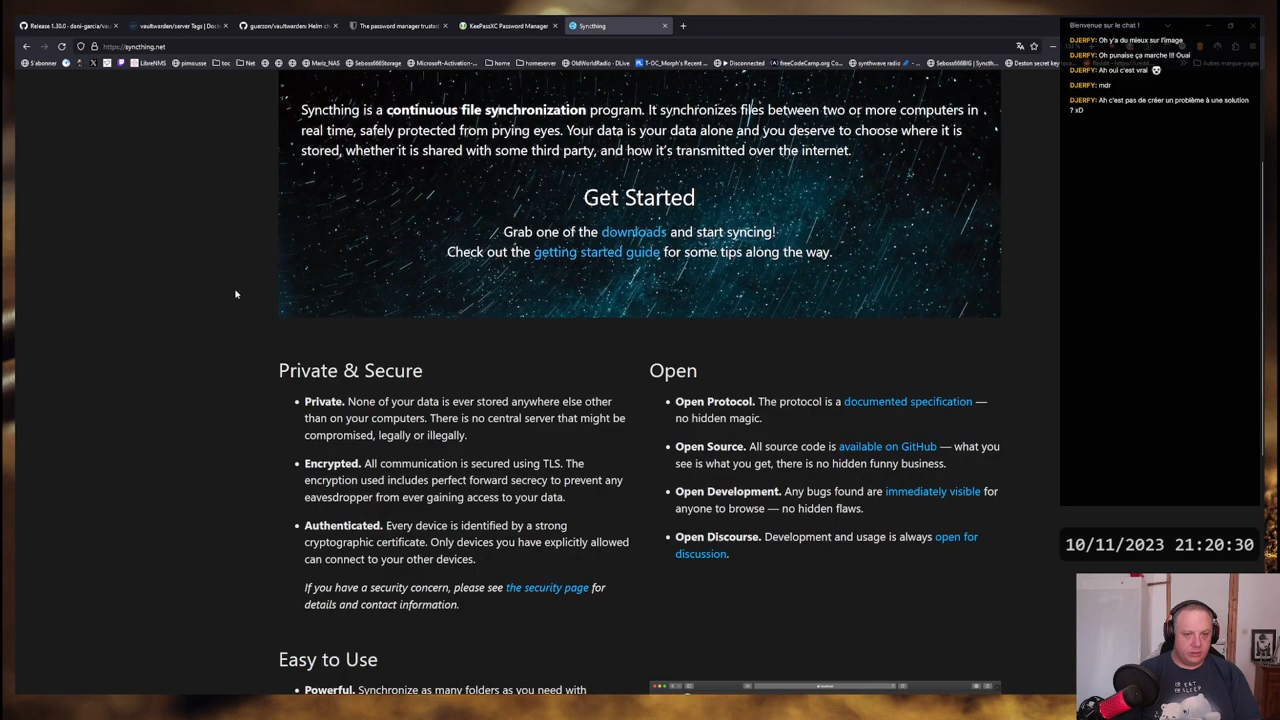 Release 1.30.0 · dani-garcia/vau
vaultwarden/server Tags | Dock
guerzon/vaultwarden: Helm ch
The password manager trusted
KeePassXC Password Manager
Syncthing
https://syncthing.net
S'abonner
LibreNMS
pimousse
toc
Net
Maris_NAS
Seboss666Storage
Microsoft-Activation-...
home
homeserver
OldWorldRadio - DLive
T-DC_Morph's Recent ...
Disconnected
freeCodeCamp.org Co...
synthwave radio
Seboss666BIG | Syncth...
Deston secret key
Autres marque-pages
Syncthing is a continuous file synchronization program. It synchronizes files between two or more computers in
real time, safely protected from prying eyes. Your data is your data alone and you deserve to choose where it is
stored, whether it is shared with some third party, and how it's transmitted over the internet.
Get Started
Grab one of the downloads and start syncing!
Check out the getting started guide for some tips along the way.
Private & Secure
Private. None of your data is ever stored anywhere else other
than on your computers. There is no central server that might be
compromised, legally or illegally.
Encrypted. All communication is secured using TLS. The
encryption used includes perfect forward secrecy to prevent any
eavesdropper from ever gaining access to your data.
Authenticated. Every device is identified by a strong
cryptographic certificate. Only devices you have explicitly allowed
can connect to your other devices.
If you have a security concern, please see the security page for
details and contact information.
Easy to Use
Powerful. Synchronize as many folders as you need with
Open
Open Protocol. The protocol is a documented specification —
no hidden magic.
Open Source. All source code is available on GitHub — what you
see is what you get, there is no hidden funny business.
Open Development. Any bugs found are immediately visible for
anyone to browse — no hidden flaws.
Open Discourse. Development and usage is always open for
discussion.
Bienvenue sur le chat !
DJERFY: Oh y'a du mieux sur l'image
DJERFY: Oh punaise ça marche !!! Ouai
DJERFY: Ah oui c'est vrai
DJERFY: mdr
DJERFY: Ah c'est pas de créer un problème à une solution
? xD
10/11/2023 21:20:30
EAT
SLEEP